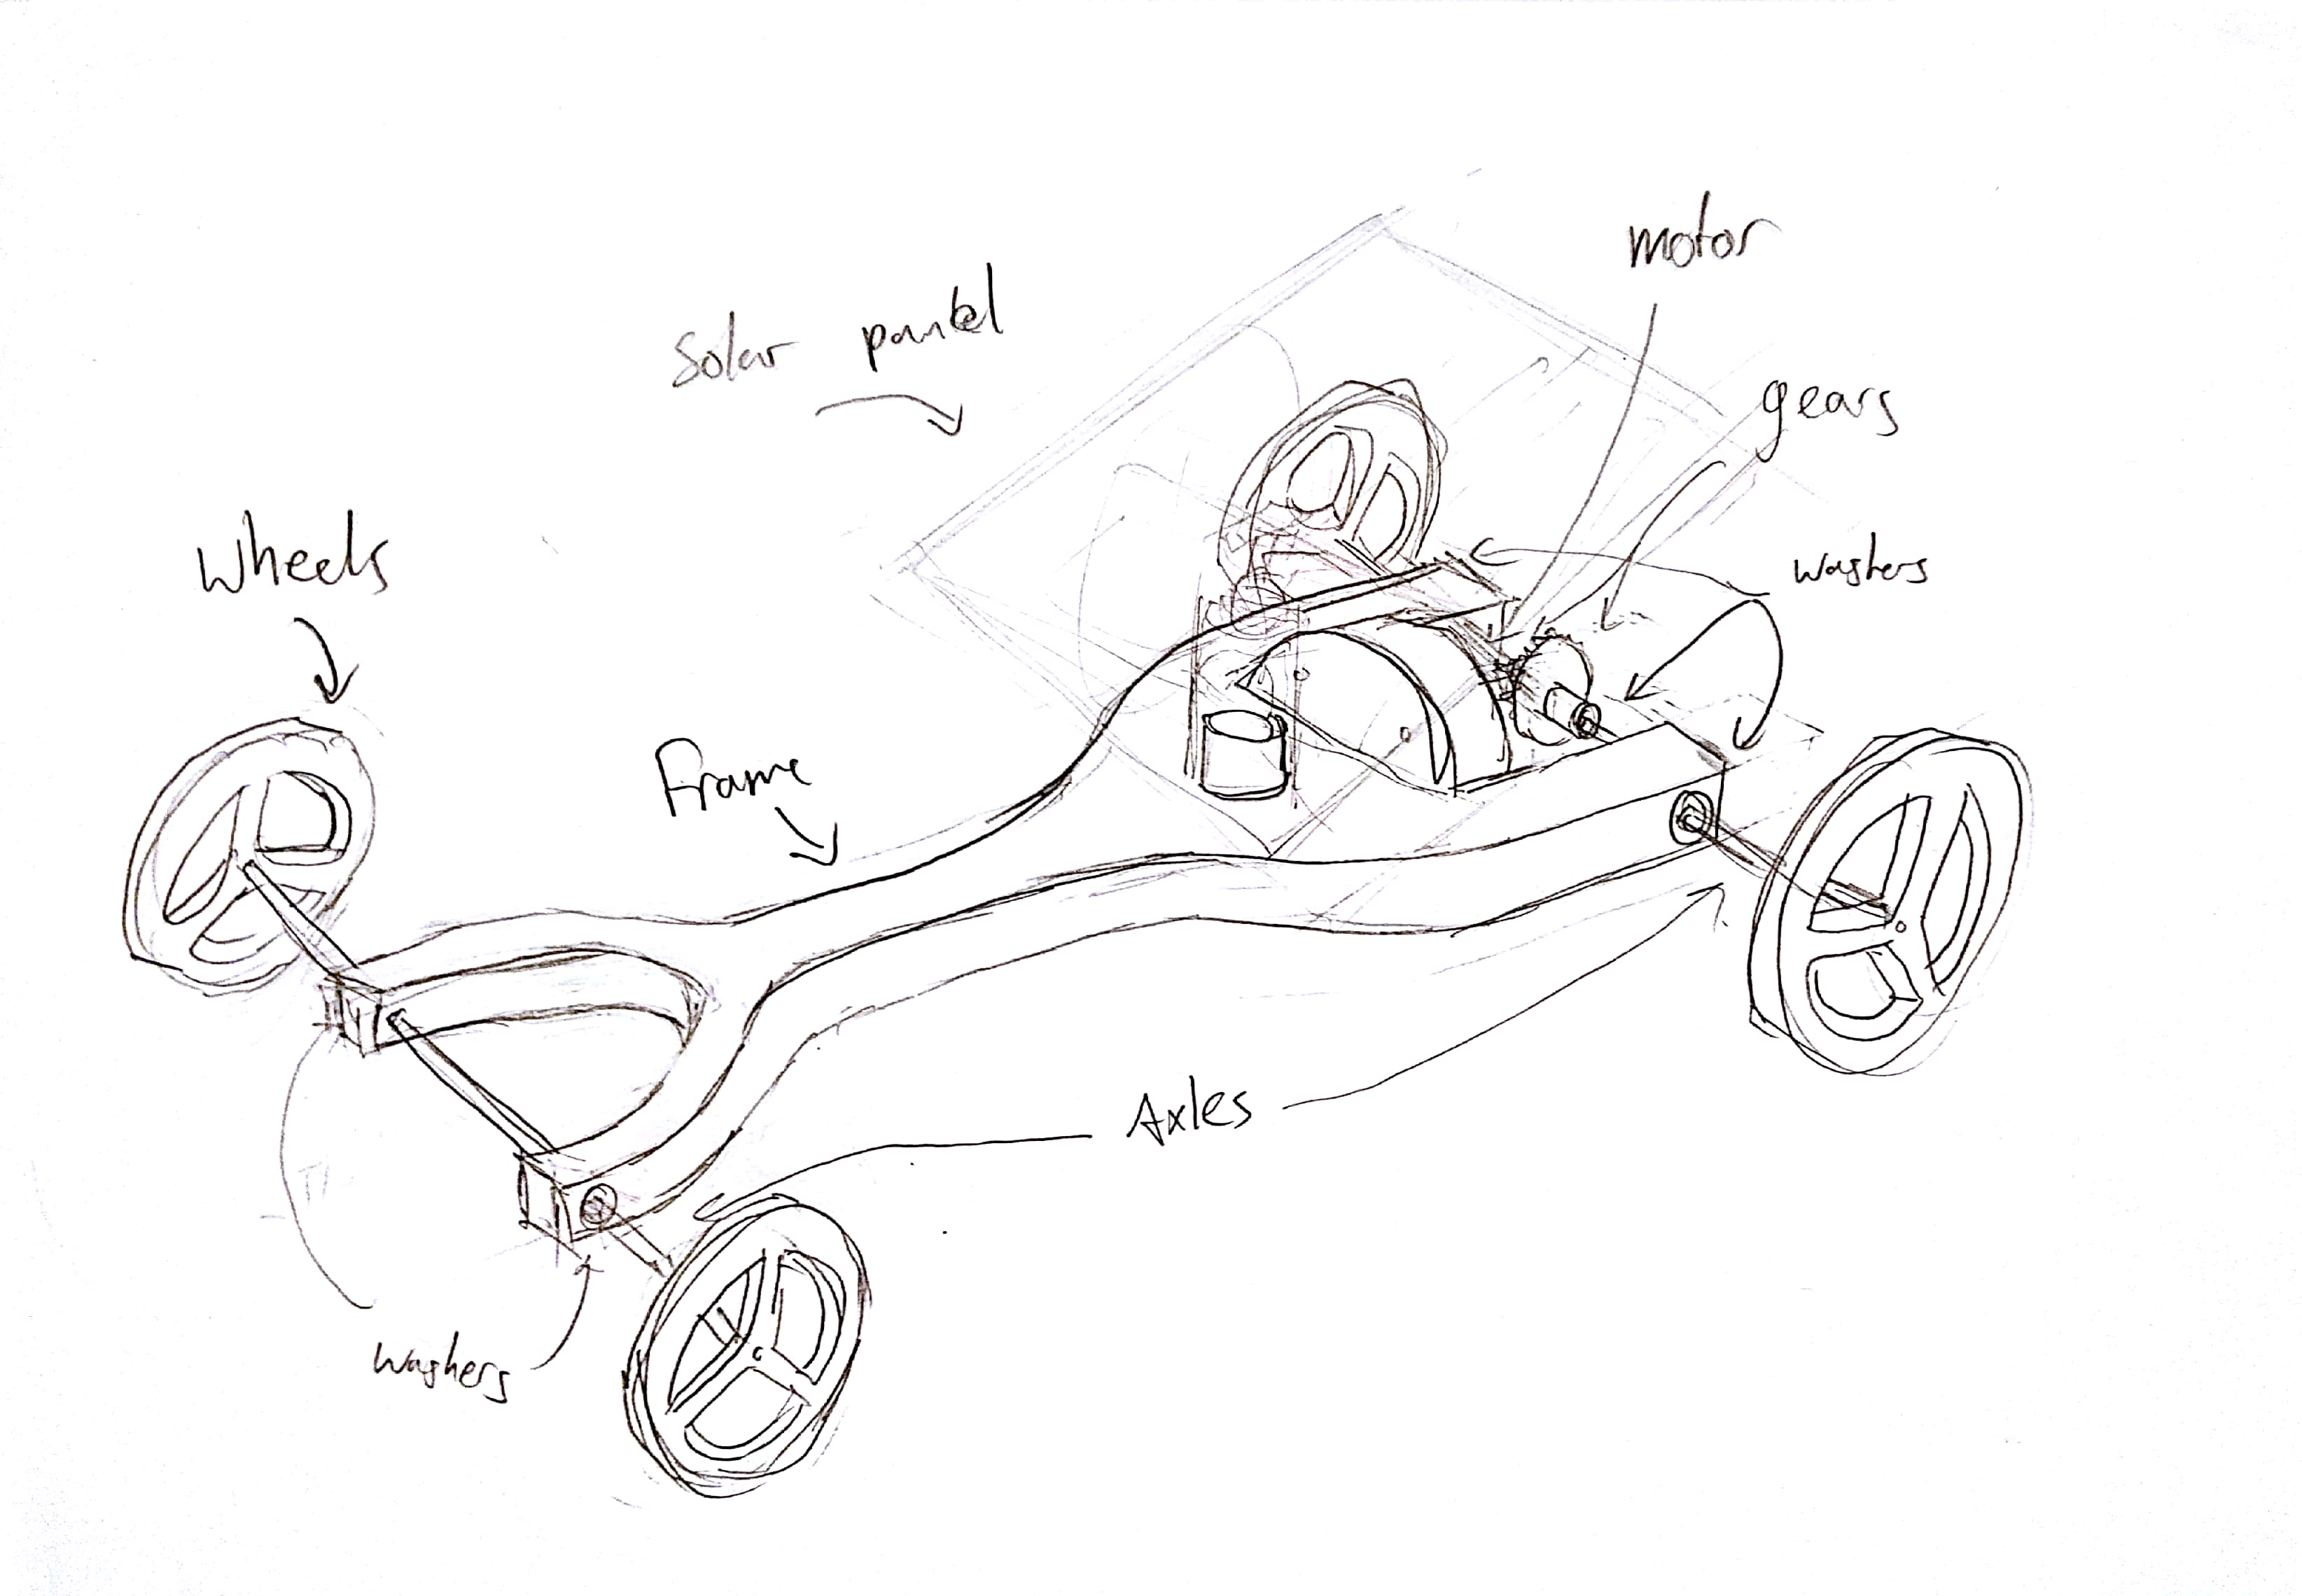 motor
Solar panel
gears
Wheels
washers
Frame
Axles
washers